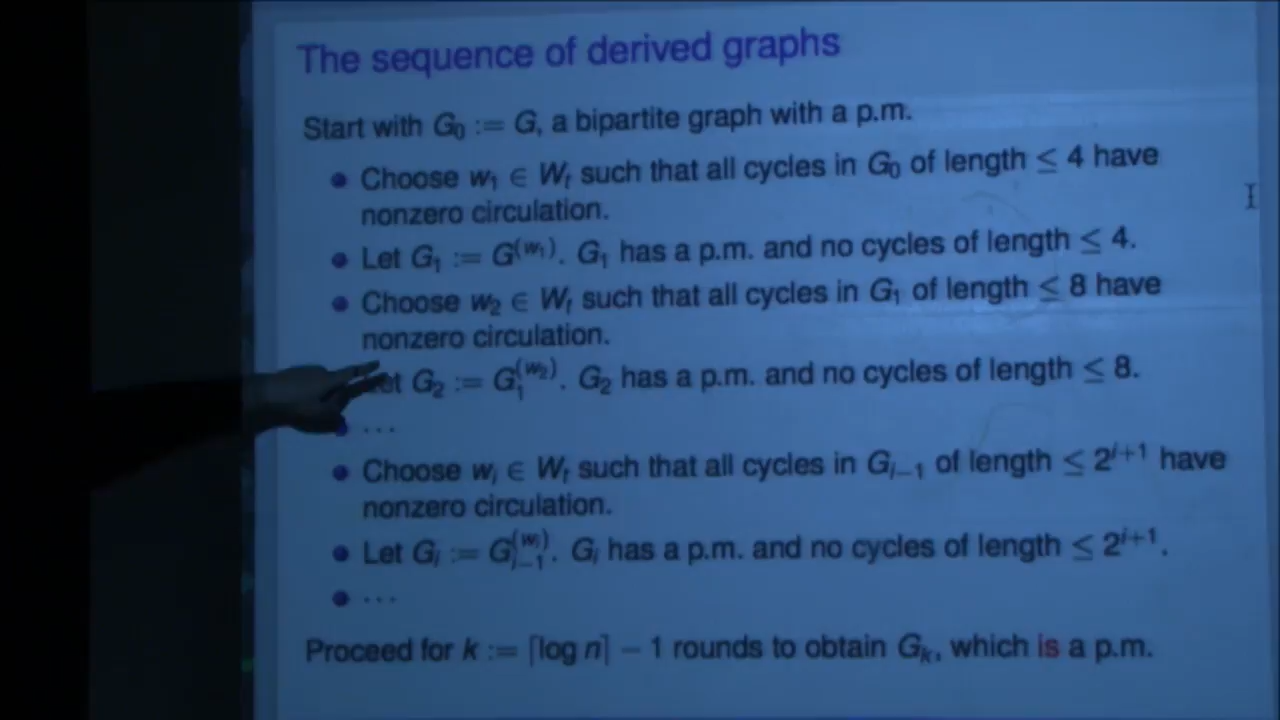 The sequence of derived graphs
Start with G₀ := G, a bipartite graph with a p.m.
Choose w₁ ∈ Wₜ such that all cycles in G₀ of length ≤ 4 have
nonzero circulation.
Let G₁ := G^(w₁). G₁ has a p.m. and no cycles of length ≤ 4.
Choose w₂ ∈ Wₜ such that all cycles in G₁ of length ≤ 8 have
nonzero circulation.
G₂ := G₁^(w₂). G₂ has a p.m. and no cycles of length ≤ 8.
...
Choose wᵢ ∈ Wₜ such that all cycles in Gᵢ₋₁ of length ≤ 2^(i+1) have
nonzero circulation.
Let Gᵢ := Gᵢ₋₁^(wᵢ). Gᵢ has a p.m. and no cycles of length ≤ 2^(i+1).
...
Proceed for k := ⌈log n⌉ − 1 rounds to obtain Gₖ, which is a p.m.